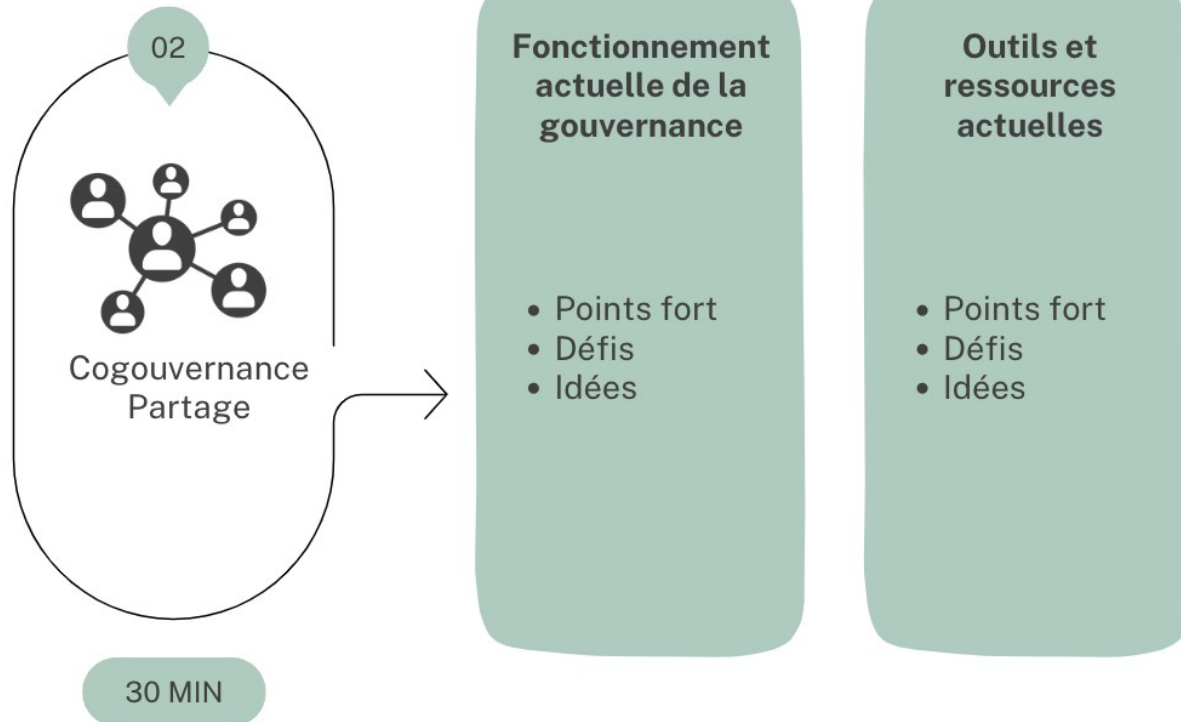 02
Cogouvernance
Partage
30 MIN
Fonctionnement
actuelle de la
gouvernance
• Points fort
• Défis
• Idées
Outils et
ressources
actuelles
• Points fort
• Défis
• Idées